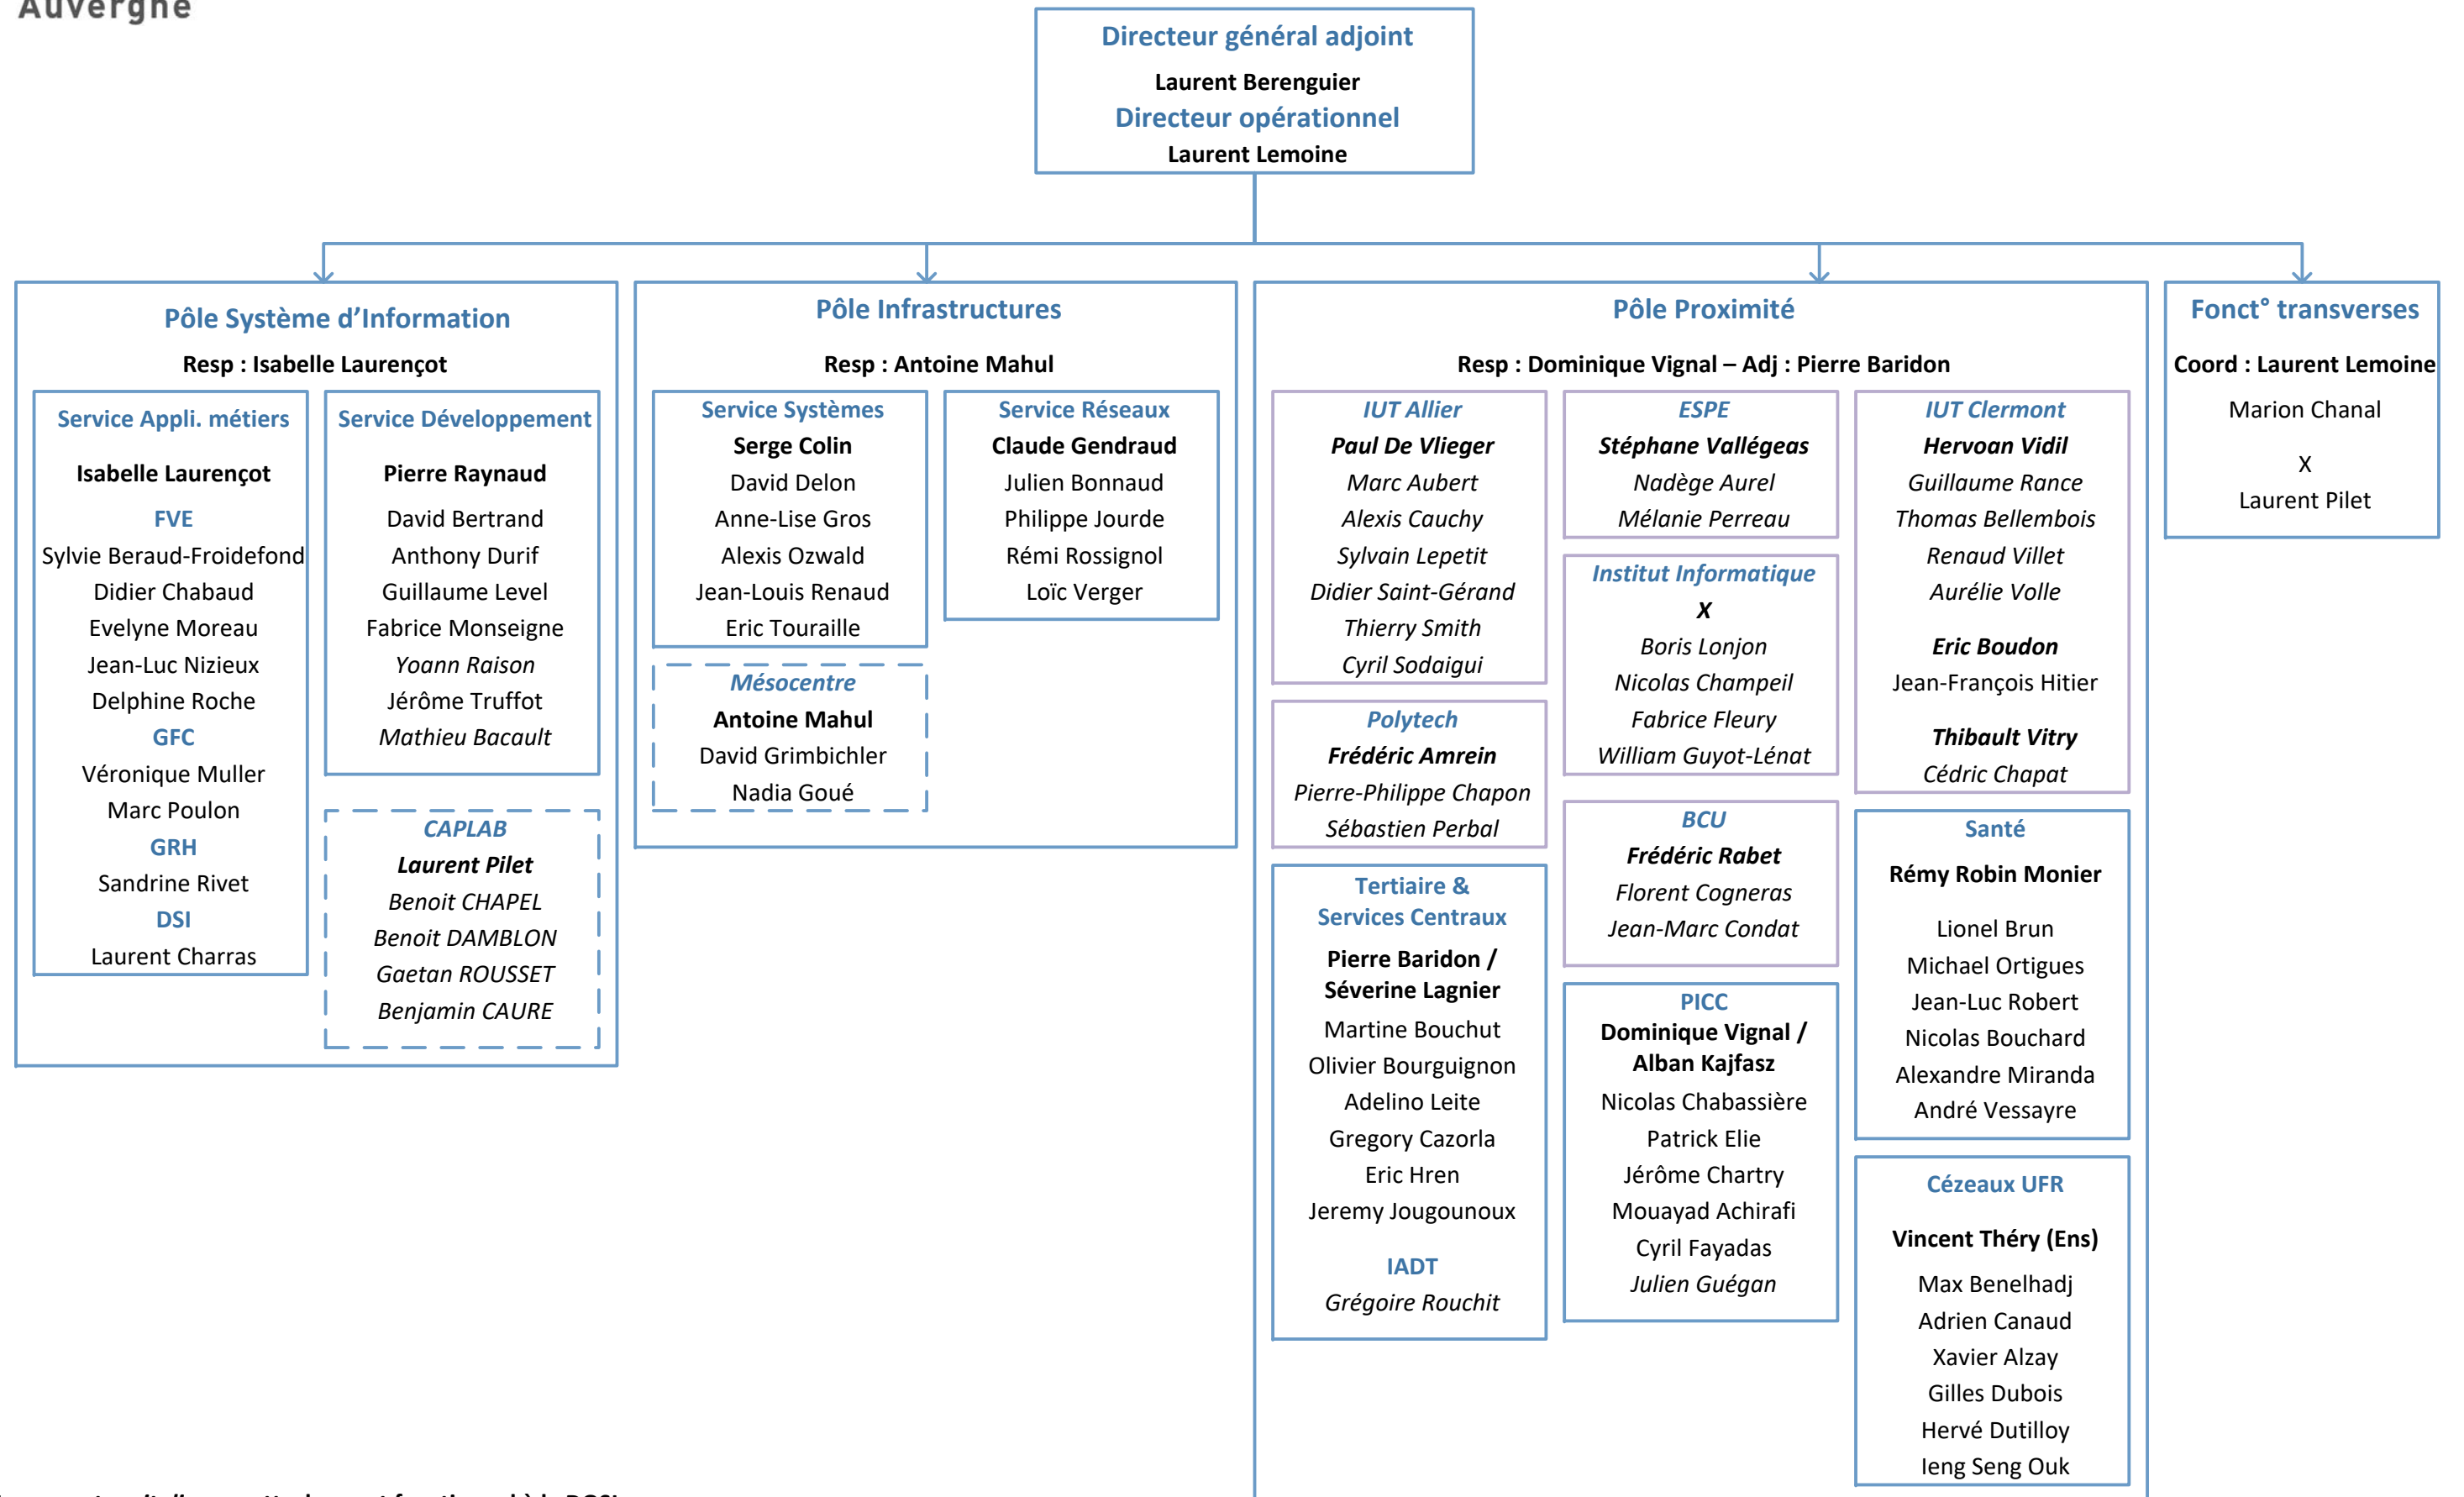 Auvergne
Directeur général adjoint
Laurent Berenguier
Directeur opérationnel
Laurent Lemoine
Pôle Système d’Information
Resp : Isabelle Laurençot
Service Appli. métiers
Isabelle Laurençot
FVE
Sylvie Beraud-Froidefond
Didier Chabaud
Evelyne Moreau
Jean-Luc Nizieux
Delphine Roche
GFC
Véronique Muller
Marc Poulon
GRH
Sandrine Rivet
DSI
Laurent Charras
Service Développement
Pierre Raynaud
David Bertrand
Anthony Durif
Guillaume Level
Fabrice Monseigne
Yoann Raison
Jérôme Truffot
Mathieu Bacault
CAPLAB
Laurent Pilet
Benoit CHAPEL
Benoit DAMBLON
Gaetan ROUSSET
Benjamin CAURE
Pôle Infrastructures
Resp : Antoine Mahul
Service Systèmes
Serge Colin
David Delon
Anne-Lise Gros
Alexis Ozwald
Jean-Louis Renaud
Eric Touraille
Mésocentre
Antoine Mahul
David Grimbichler
Nadia Goué
Service Réseaux
Claude Gendraud
Julien Bonnaud
Philippe Jourde
Rémi Rossignol
Loïc Verger
Pôle Proximité
Resp : Dominique Vignal – Adj : Pierre Baridon
IUT Allier
Paul De Vlieger
Marc Aubert
Alexis Cauchy
Sylvain Lepetit
Didier Saint-Gérand
Thierry Smith
Cyril Sodaigui
Polytech
Frédéric Amrein
Pierre-Philippe Chapon
Sébastien Perbal
Tertiaire &
Services Centraux
Pierre Baridon /
Séverine Lagnier
Martine Bouchut
Olivier Bourguignon
Adelino Leite
Gregory Cazorla
Eric Hren
Jeremy Jougounoux
IADT
Grégoire Rouchit
ESPE
Stéphane Vallégeas
Nadège Aurel
Mélanie Perreau
Institut Informatique
X
Boris Lonjon
Nicolas Champeil
Fabrice Fleury
William Guyot-Lénat
BCU
Frédéric Rabet
Florent Cogneras
Jean-Marc Condat
PICC
Dominique Vignal /
Alban Kajfasz
Nicolas Chabassière
Patrick Elie
Jérôme Chartry
Mouayad Achirafi
Cyril Fayadas
Julien Guégan
IUT Clermont
Hervoan Vidil
Guillaume Rance
Thomas Bellembois
Renaud Villet
Aurélie Volle
Eric Boudon
Jean-François Hitier
Thibault Vitry
Cédric Chapat
Santé
Rémy Robin Monier
Lionel Brun
Michael Ortigues
Jean-Luc Robert
Nicolas Bouchard
Alexandre Miranda
André Vessayre
Cézeaux UFR
Vincent Théry (Ens)
Max Benelhadj
Adrien Canaud
Xavier Alzay
Gilles Dubois
Hervé Dutilloy
Ieng Seng Ouk
Fonct° transverses
Coord : Laurent Lemoine
Marion Chanal
X
Laurent Pilet